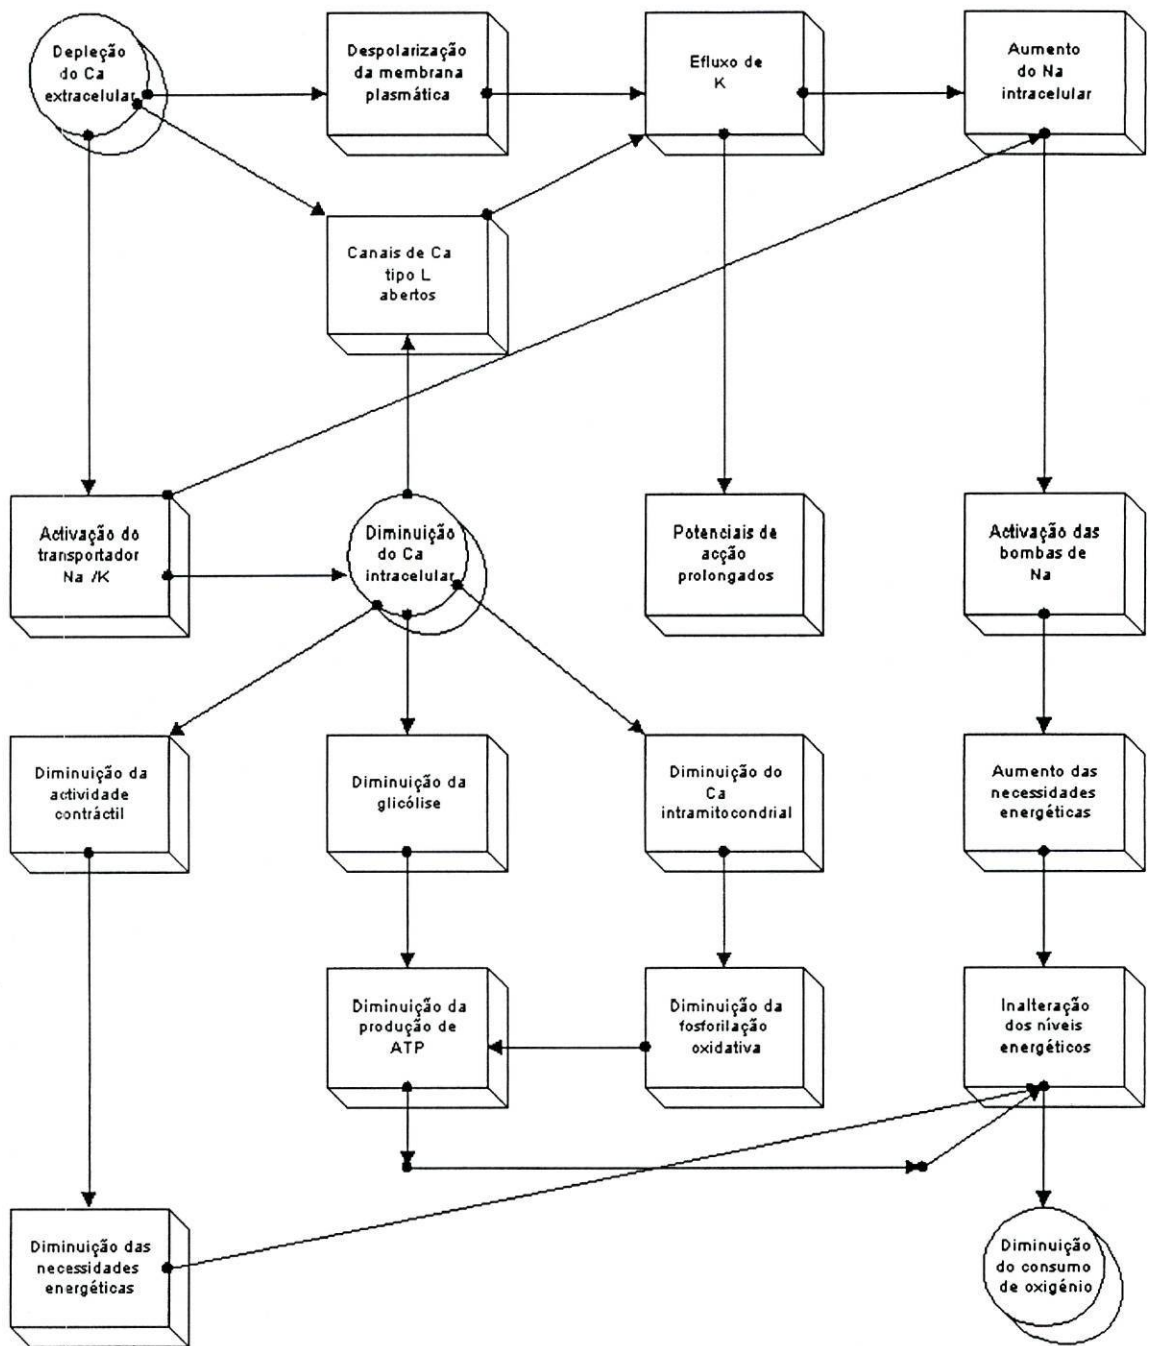 Depleção
do Ca
extracelular
Despolarização
da membrana
plasmática
Efluxo de
K
Aumento
do Na
intracelular
Canais de Ca
tipo L
abertos
Activação do
transportador
Na /K
Diminuição
do Ca
intracelular
Potenciais de
acção
prolongados
Activação das
bombas de
Na
Diminuição da
actividade
contráctil
Diminuição da
glicólise
Diminuição do
Ca
intramitocondrial
Aumento das
necessidades
energéticas
Diminuição da
produção de
ATP
Diminuição da
fosforilação
oxidativa
Inalteração
dos níveis
energéticos
Diminuição das
necessidades
energéticas
Diminuição
do consumo
de oxigénio